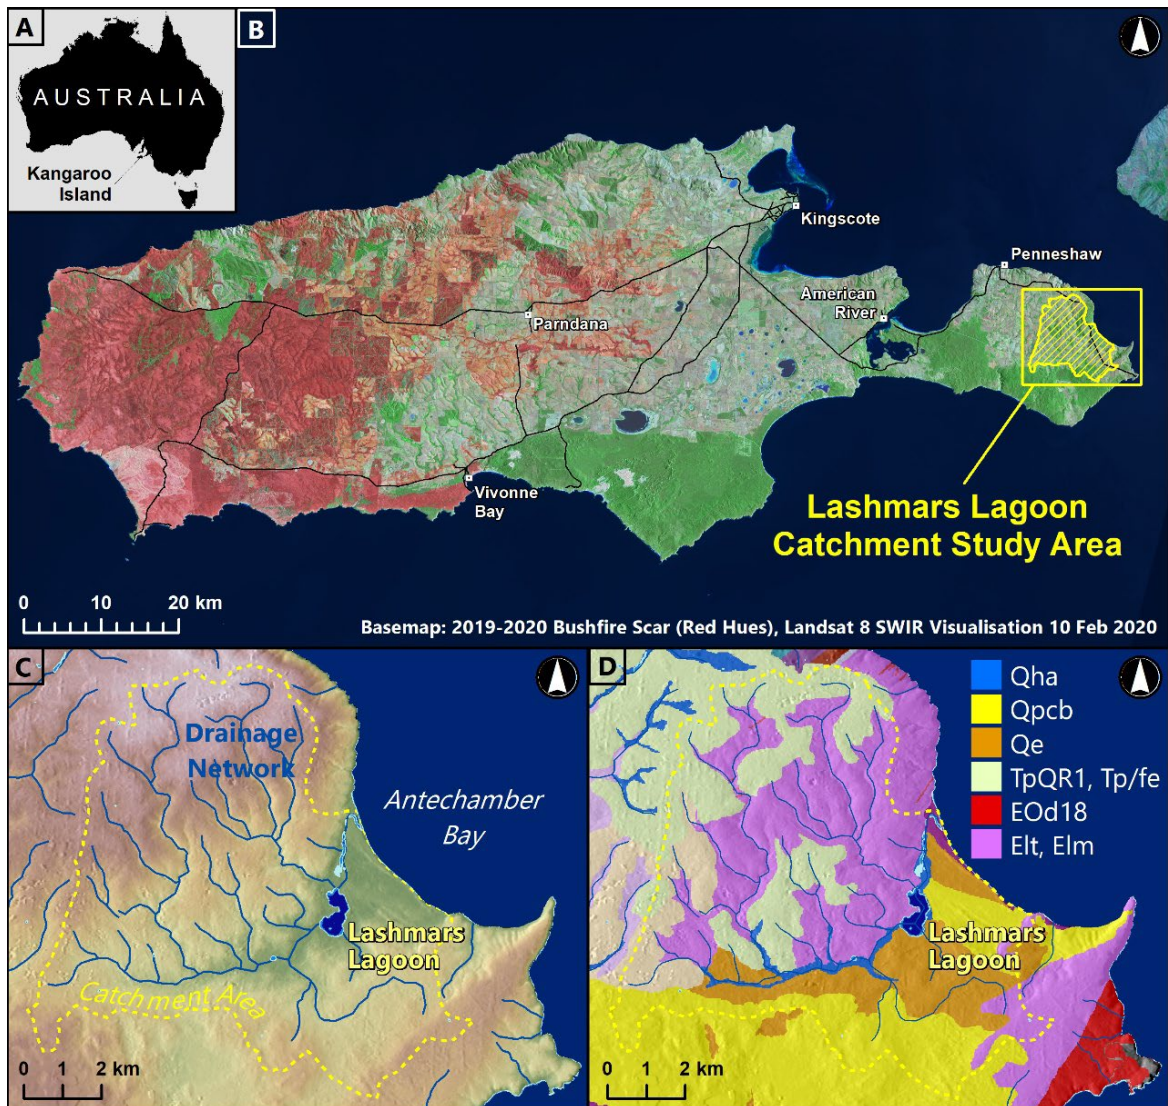 A
AUSTRALIA
Kangaroo
Island
B
Kingscote
Penneshaw
American
River
Parndana
Vivonne
Bay
Lashmars Lagoon
Catchment Study Area
0 10 20 km
Basemap: 2019-2020 Bushfire Scar (Red Hues), Landsat 8 SWIR Visualisation 10 Feb 2020
C
Drainage
Network
Antechamber
Bay
Lashmars
Lagoon
Catchment Area
0 1 2 km
D
Qha
Qpcb
Qe
TpQR1, Tp/fe
EOd18
Elt, Elm
Lashmars
Lagoon
0 1 2 km